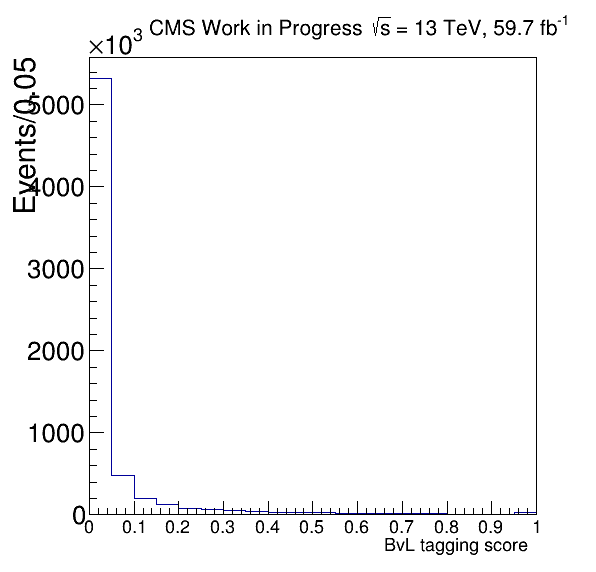 ×10³ CMS Work in Progress √s = 13 TeV, 59.7 fb⁻¹
Events/0.05
5000
4000
3000
2000
1000
0
0 0.1 0.2 0.3 0.4 0.5 0.6 0.7 0.8 0.9 1
BvL tagging score